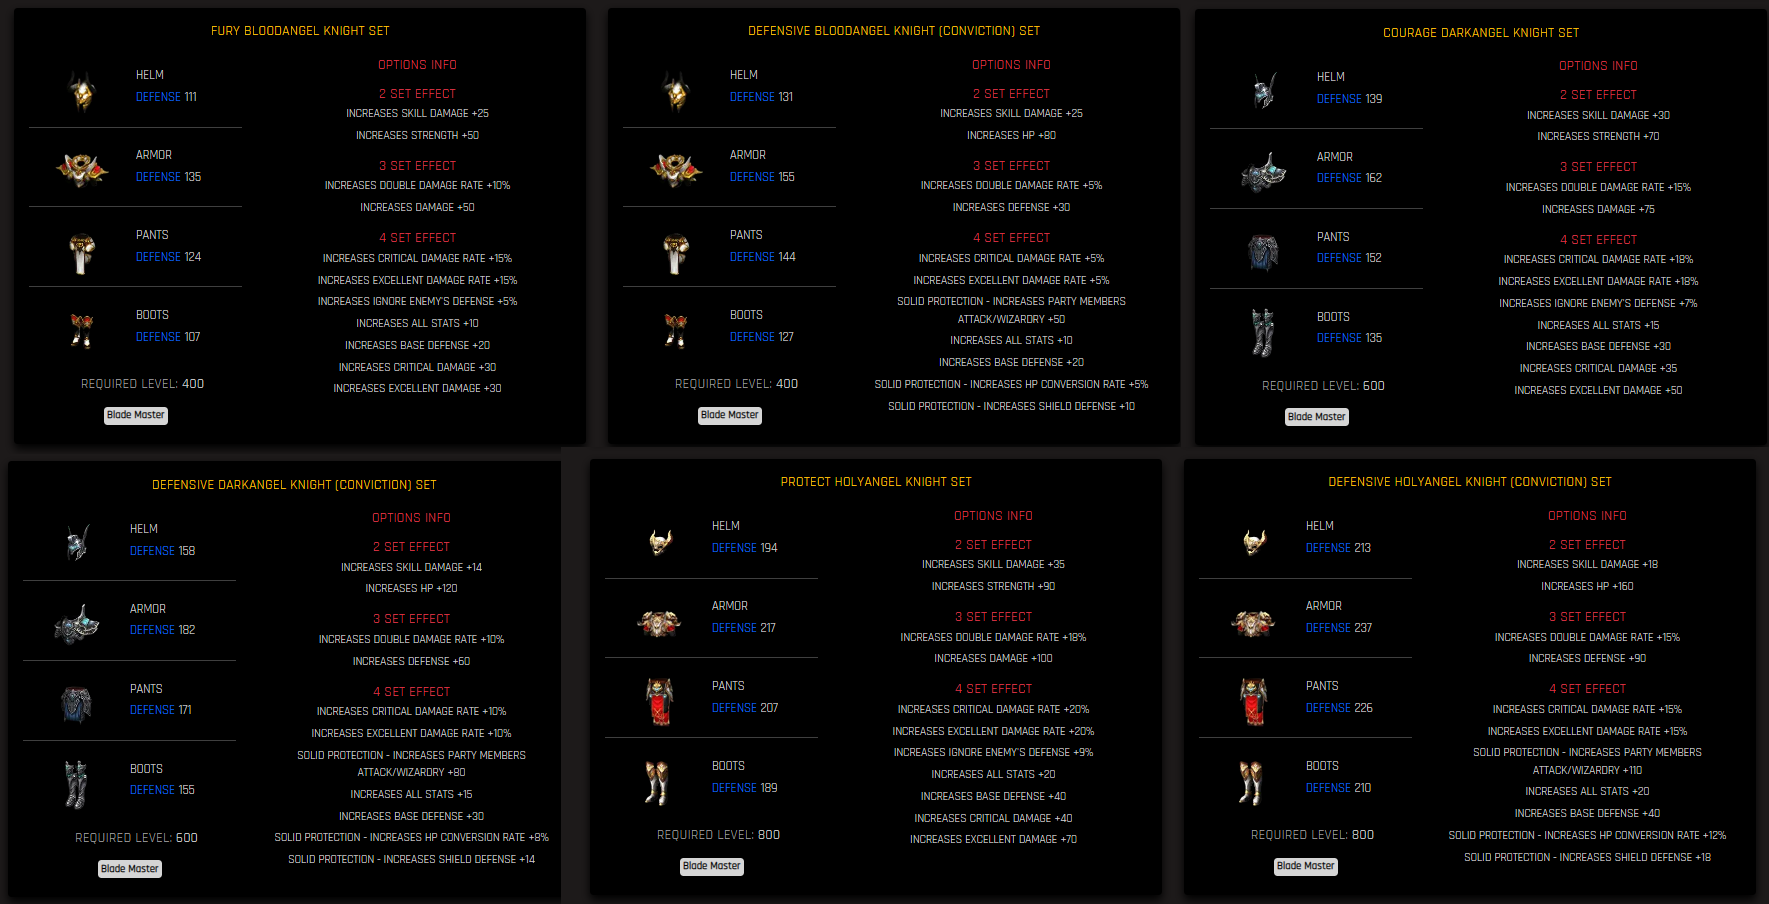 FURY BLOODANGEL KNIGHT SET
HELM
DEFENSE 111
ARMOR
DEFENSE 135
PANTS
DEFENSE 124
BOOTS
DEFENSE 107
REQUIRED LEVEL: 400
Blade Master
OPTIONS INFO
2 SET EFFECT
INCREASES SKILL DAMAGE +25
INCREASES STRENGTH +50
3 SET EFFECT
INCREASES DOUBLE DAMAGE RATE +10%
INCREASES DAMAGE +50
4 SET EFFECT
INCREASES CRITICAL DAMAGE RATE +15%
INCREASES EXCELLENT DAMAGE RATE +15%
INCREASES IGNORE ENEMY'S DEFENSE +5%
INCREASES ALL STATS +10
INCREASES BASE DEFENSE +20
INCREASES CRITICAL DAMAGE +30
INCREASES EXCELLENT DAMAGE +30
DEFENSIVE BLOODANGEL KNIGHT (CONVICTION) SET
HELM
DEFENSE 131
ARMOR
DEFENSE 155
PANTS
DEFENSE 144
BOOTS
DEFENSE 127
REQUIRED LEVEL: 400
Blade Master
OPTIONS INFO
2 SET EFFECT
INCREASES SKILL DAMAGE +25
INCREASES HP +80
3 SET EFFECT
INCREASES DOUBLE DAMAGE RATE +5%
INCREASES DEFENSE +30
4 SET EFFECT
INCREASES CRITICAL DAMAGE RATE +5%
INCREASES EXCELLENT DAMAGE RATE +5%
SOLID PROTECTION - INCREASES PARTY MEMBERS
ATTACK/WIZARDRY +50
INCREASES ALL STATS +10
INCREASES BASE DEFENSE +20
SOLID PROTECTION - INCREASES HP CONVERSION RATE +5%
SOLID PROTECTION - INCREASES SHIELD DEFENSE +10
COURAGE DARKANGEL KNIGHT SET
HELM
DEFENSE 139
ARMOR
DEFENSE 162
PANTS
DEFENSE 152
BOOTS
DEFENSE 135
REQUIRED LEVEL: 600
Blade Master
OPTIONS INFO
2 SET EFFECT
INCREASES SKILL DAMAGE +30
INCREASES STRENGTH +70
3 SET EFFECT
INCREASES DOUBLE DAMAGE RATE +15%
INCREASES DAMAGE +75
4 SET EFFECT
INCREASES CRITICAL DAMAGE RATE +18%
INCREASES EXCELLENT DAMAGE RATE +18%
INCREASES IGNORE ENEMY'S DEFENSE +7%
INCREASES ALL STATS +15
INCREASES BASE DEFENSE +30
INCREASES CRITICAL DAMAGE +35
INCREASES EXCELLENT DAMAGE +50
DEFENSIVE DARKANGEL KNIGHT (CONVICTION) SET
HELM
DEFENSE 158
ARMOR
DEFENSE 182
PANTS
DEFENSE 171
BOOTS
DEFENSE 155
REQUIRED LEVEL: 600
Blade Master
OPTIONS INFO
2 SET EFFECT
INCREASES SKILL DAMAGE +14
INCREASES HP +120
3 SET EFFECT
INCREASES DOUBLE DAMAGE RATE +10%
INCREASES DEFENSE +60
4 SET EFFECT
INCREASES CRITICAL DAMAGE RATE +10%
INCREASES EXCELLENT DAMAGE RATE +10%
SOLID PROTECTION - INCREASES PARTY MEMBERS
ATTACK/WIZARDRY +80
INCREASES ALL STATS +15
INCREASES BASE DEFENSE +30
SOLID PROTECTION - INCREASES HP CONVERSION RATE +8%
SOLID PROTECTION - INCREASES SHIELD DEFENSE +14
PROTECT HOLYANGEL KNIGHT SET
HELM
DEFENSE 194
ARMOR
DEFENSE 217
PANTS
DEFENSE 207
BOOTS
DEFENSE 189
REQUIRED LEVEL: 800
Blade Master
OPTIONS INFO
2 SET EFFECT
INCREASES SKILL DAMAGE +35
INCREASES STRENGTH +90
3 SET EFFECT
INCREASES DOUBLE DAMAGE RATE +18%
INCREASES DAMAGE +100
4 SET EFFECT
INCREASES CRITICAL DAMAGE RATE +20%
INCREASES EXCELLENT DAMAGE RATE +20%
INCREASES IGNORE ENEMY'S DEFENSE +9%
INCREASES ALL STATS +20
INCREASES BASE DEFENSE +40
INCREASES CRITICAL DAMAGE +40
INCREASES EXCELLENT DAMAGE +70
DEFENSIVE HOLYANGEL KNIGHT (CONVICTION) SET
HELM
DEFENSE 213
ARMOR
DEFENSE 237
PANTS
DEFENSE 226
BOOTS
DEFENSE 210
REQUIRED LEVEL: 800
Blade Master
OPTIONS INFO
2 SET EFFECT
INCREASES SKILL DAMAGE +18
INCREASES HP +160
3 SET EFFECT
INCREASES DOUBLE DAMAGE RATE +15%
INCREASES DEFENSE +90
4 SET EFFECT
INCREASES CRITICAL DAMAGE RATE +15%
INCREASES EXCELLENT DAMAGE RATE +15%
SOLID PROTECTION - INCREASES PARTY MEMBERS
ATTACK/WIZARDRY +110
INCREASES ALL STATS +20
INCREASES BASE DEFENSE +40
SOLID PROTECTION - INCREASES HP CONVERSION RATE +12%
SOLID PROTECTION - INCREASES SHIELD DEFENSE +18